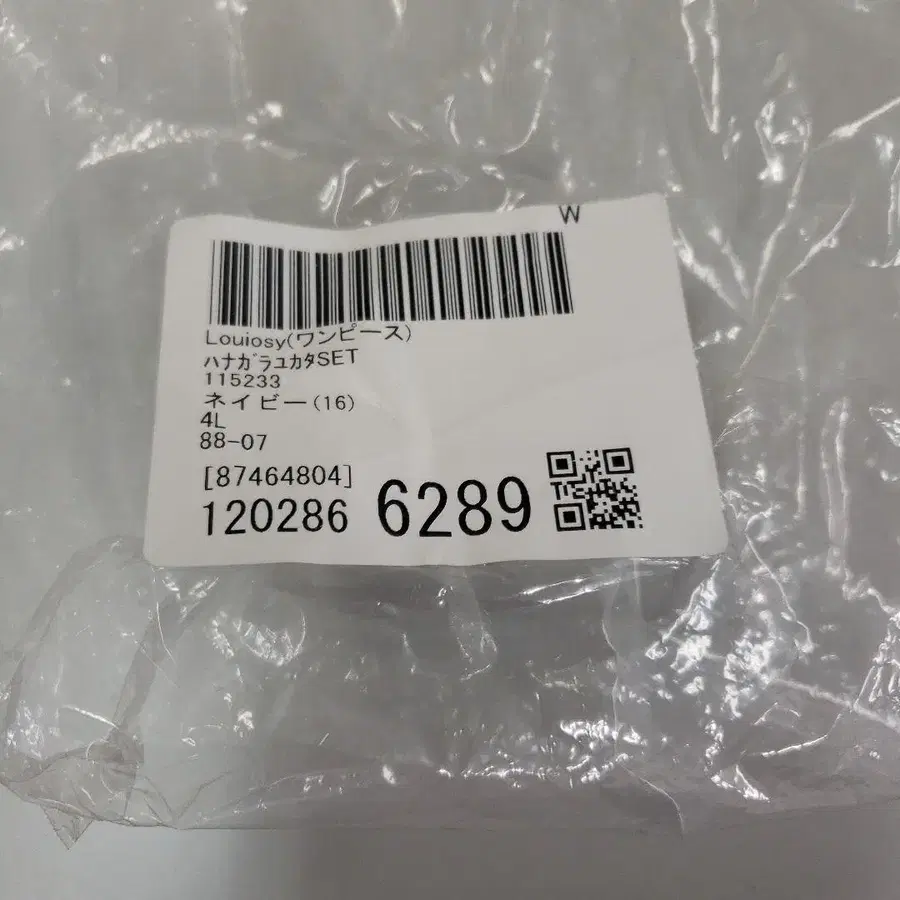 W
Louiosy(ワンピース)
ﾊﾅｶﾞﾗﾕｶﾀSET
115233
ネイビー(16)
4L
88-07
[87464804]
120286 6289